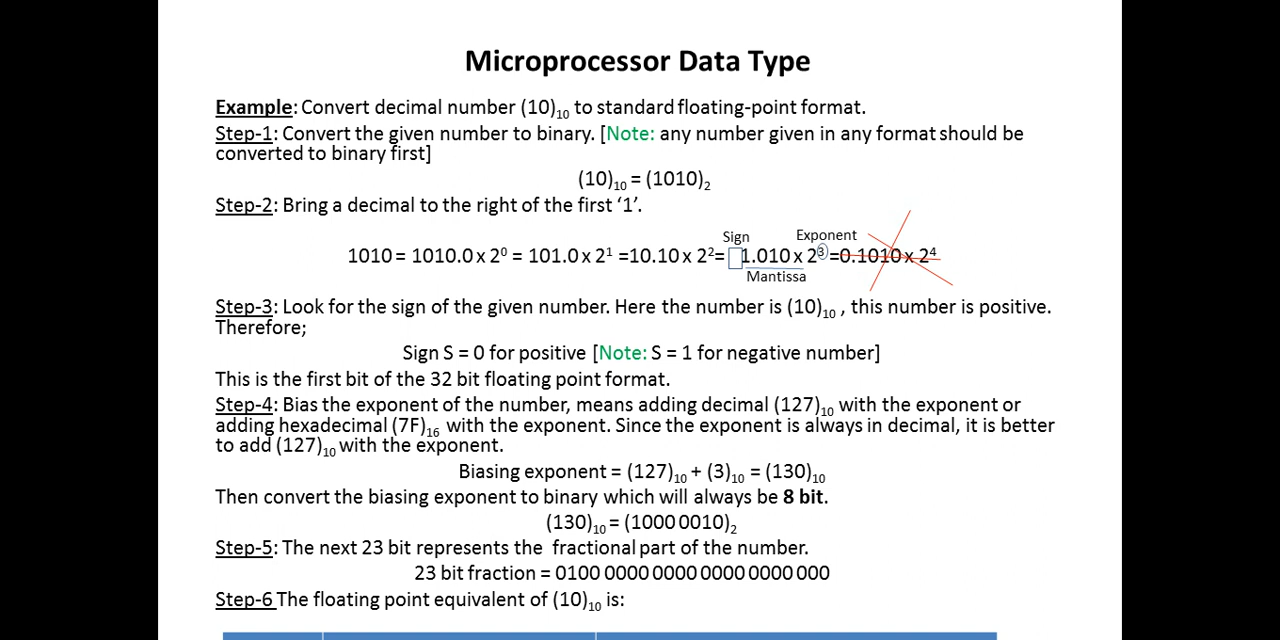 Microprocessor Data Type
Example: Convert decimal number (10)₁₀ to standard floating-point format.
Step-1: Convert the given number to binary. [Note: any number given in any format should be
converted to binary first]
(10)₁₀ = (1010)₂
Step-2: Bring a decimal to the right of the first ‘1’.
Sign Exponent
1010 = 1010.0 x 2⁰ = 101.0 x 2¹ =10.10 x 2²= 1.010 x 2³ =0.1010 x 2⁴
Mantissa
Step-3: Look for the sign of the given number. Here the number is (10)₁₀ , this number is positive.
Therefore;
Sign S = 0 for positive [Note: S = 1 for negative number]
This is the first bit of the 32 bit floating point format.
Step-4: Bias the exponent of the number, means adding decimal (127)₁₀ with the exponent or
adding hexadecimal (7F)₁₆ with the exponent. Since the exponent is always in decimal, it is better
to add (127)₁₀ with the exponent.
Biasing exponent = (127)₁₀ + (3)₁₀ = (130)₁₀
Then convert the biasing exponent to binary which will always be 8 bit.
(130)₁₀ = (1000 0010)₂
Step-5: The next 23 bit represents the fractional part of the number.
23 bit fraction = 0100 0000 0000 0000 0000 000
Step-6 The floating point equivalent of (10)₁₀ is: